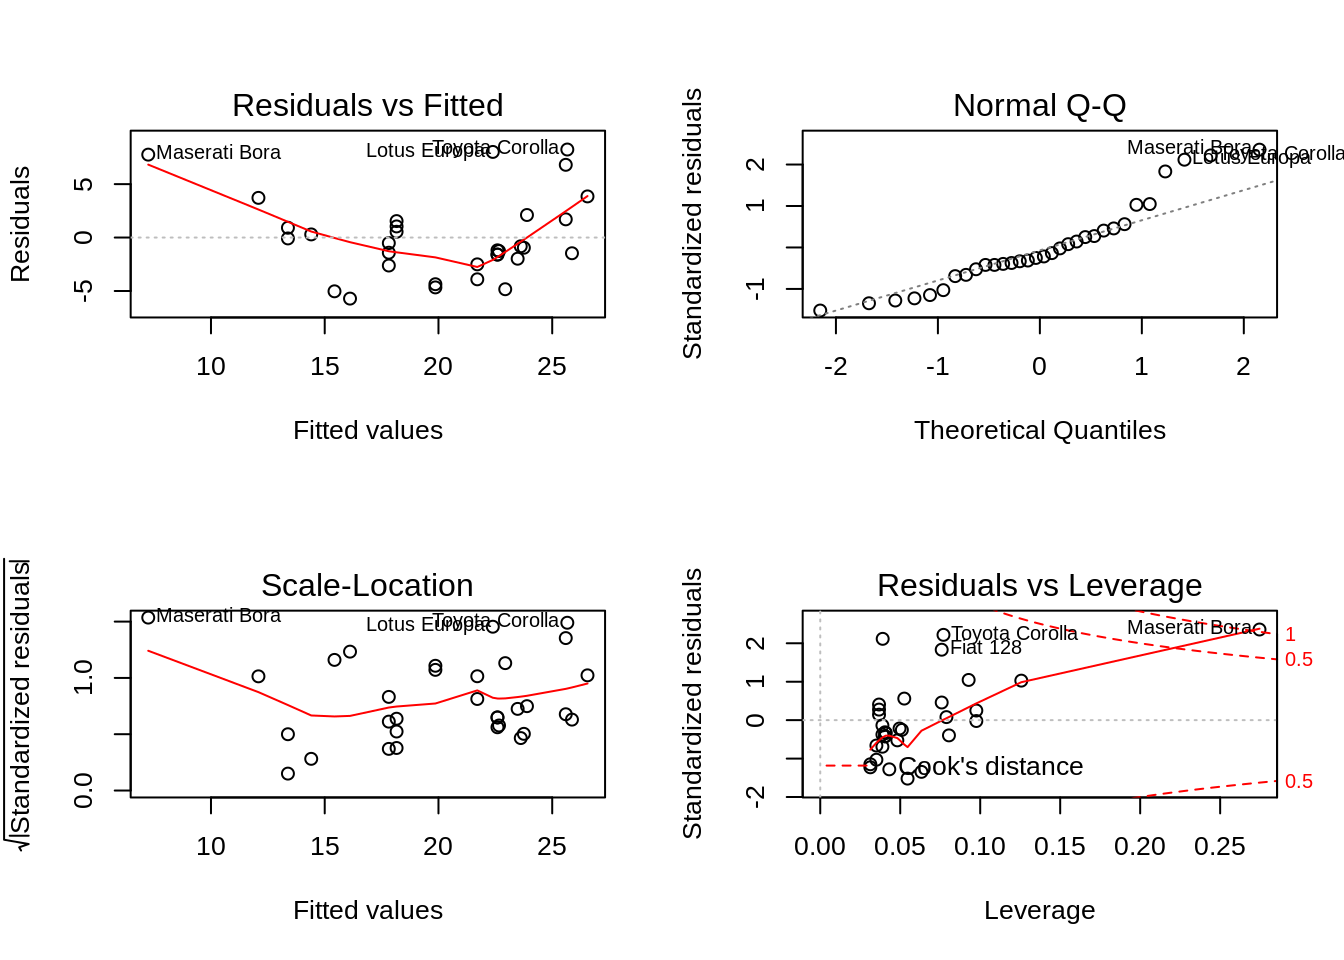 Residuals vs Fitted
Residuals
5
0
-5
Maserati Bora
Lotus Europa
Toyota Corolla
10 15 20 25
Fitted values
Normal Q-Q
Standardized residuals
2
1
-1
Maserati Bora
Toyota Corolla
Lotus Europa
-2 -1 0 1 2
Theoretical Quantiles
Scale-Location
√|Standardized residuals|
1.0
0.0
Maserati Bora
Lotus Europa
Toyota Corolla
10 15 20 25
Fitted values
Residuals vs Leverage
Standardized residuals
2
1
0
-2
Toyota Corolla
Fiat 128
Maserati Bora
1
0.5
0.5
Cook's distance
0.00 0.05 0.10 0.15 0.20 0.25
Leverage